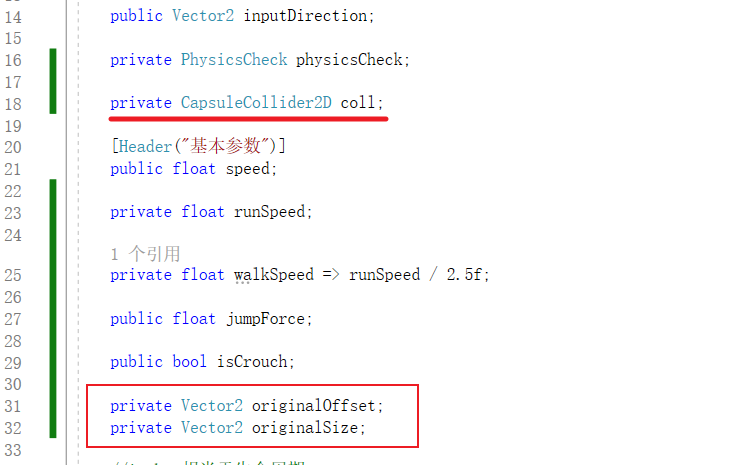 14 public Vector2 inputDirection;
15
16 private PhysicsCheck physicsCheck;
17
18 private CapsuleCollider2D coll;
19
20 [Header("基本参数")]
21 public float speed;
22
23 private float runSpeed;
24
1 个引用
25 private float walkSpeed => runSpeed / 2.5f;
26
27 public float jumpForce;
28
29 public bool isCrouch;
30
31 private Vector2 originalOffset;
32 private Vector2 originalSize;
33